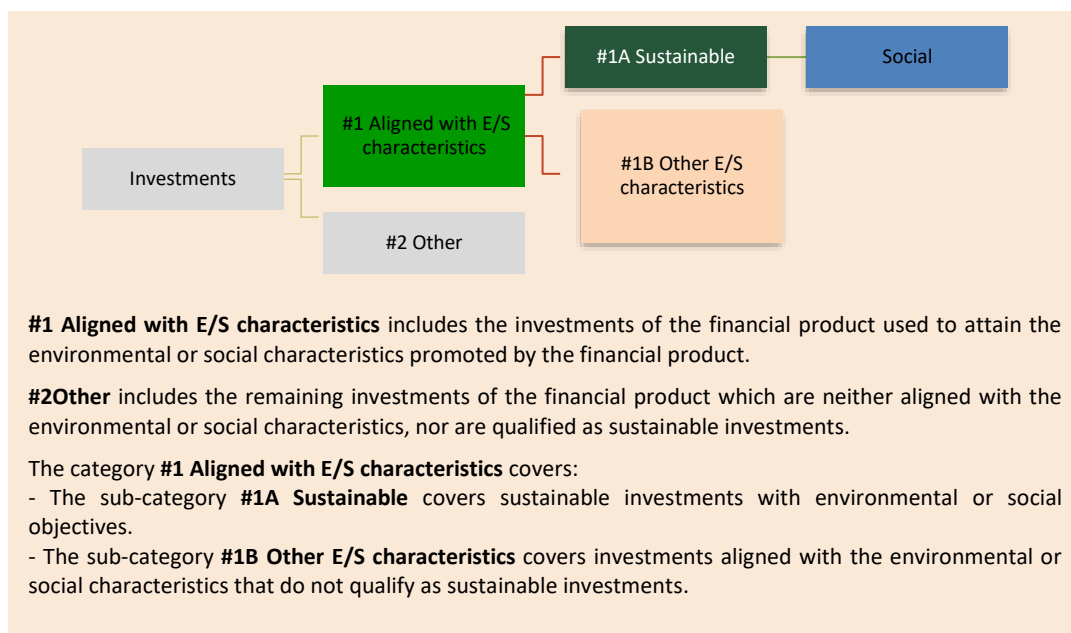 #1A Sustainable
Social
#1 Aligned with E/S
characteristics
#1B Other E/S
characteristics
Investments
#2 Other
#1 Aligned with E/S characteristics includes the investments of the financial product used to attain the
environmental or social characteristics promoted by the financial product.
#2Other includes the remaining investments of the financial product which are neither aligned with the
environmental or social characteristics, nor are qualified as sustainable investments.
The category #1 Aligned with E/S characteristics covers:
- The sub-category #1A Sustainable covers sustainable investments with environmental or social
objectives.
- The sub-category #1B Other E/S characteristics covers investments aligned with the environmental or
social characteristics that do not qualify as sustainable investments.